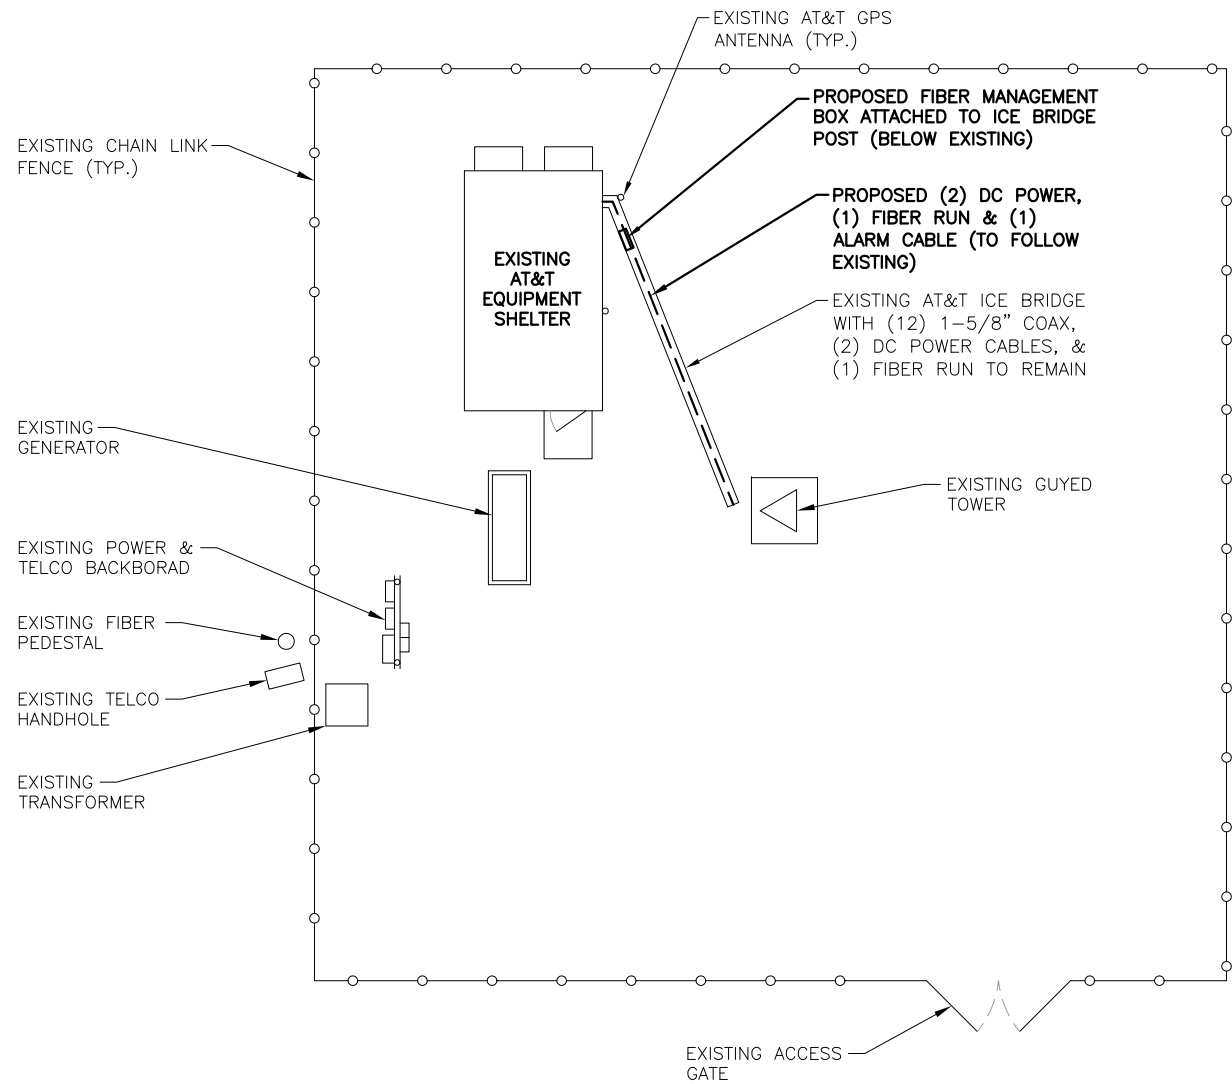 EXISTING AT&T GPS
ANTENNA (TYP.)
PROPOSED FIBER MANAGEMENT
BOX ATTACHED TO ICE BRIDGE
POST (BELOW EXISTING)
EXISTING CHAIN LINK
FENCE (TYP.)
PROPOSED (2) DC POWER,
(1) FIBER RUN & (1)
ALARM CABLE (TO FOLLOW
EXISTING)
EXISTING
AT&T
EQUIPMENT
SHELTER
EXISTING AT&T ICE BRIDGE
WITH (12) 1-5/8" COAX,
(2) DC POWER CABLES, &
(1) FIBER RUN TO REMAIN
EXISTING
GENERATOR
EXISTING GUYED
TOWER
EXISTING POWER &
TELCO BACKBORAD
EXISTING FIBER
PEDESTAL
EXISTING TELCO
HANDHOLE
EXISTING
TRANSFORMER
EXISTING ACCESS
GATE